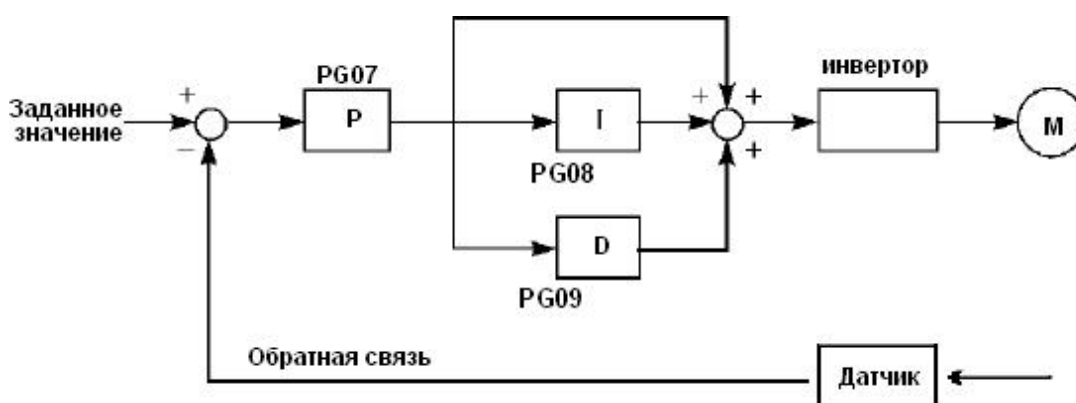 инвертор
PG07
+
Заданное
значение
P
I
+
+
M
−
PG08
+
D
PG09
Обратная связь
Датчик